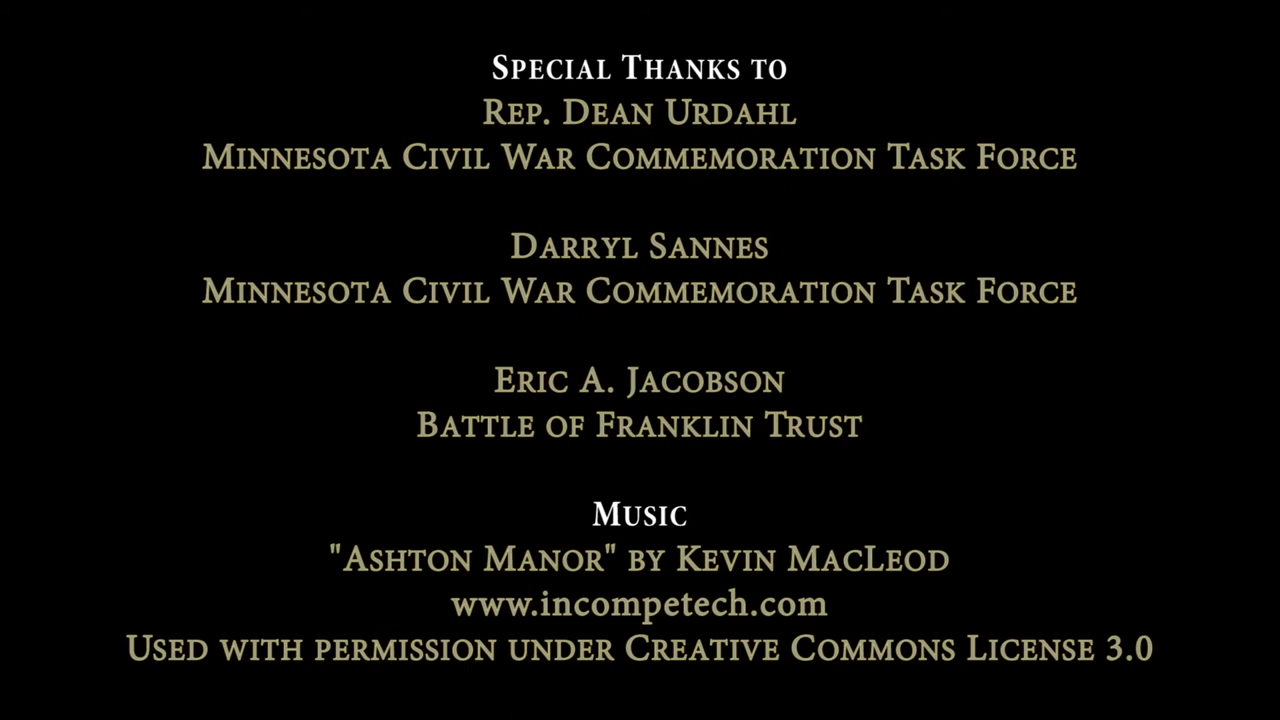 Special Thanks to
Rep. Dean Urdahl
Minnesota Civil War Commemoration Task Force
Darryl Sannes
Minnesota Civil War Commemoration Task Force
Eric A. Jacobson
Battle of Franklin Trust
Music
"Ashton Manor" by Kevin MacLeod
www.incompetech.com
Used with permission under Creative Commons License 3.0